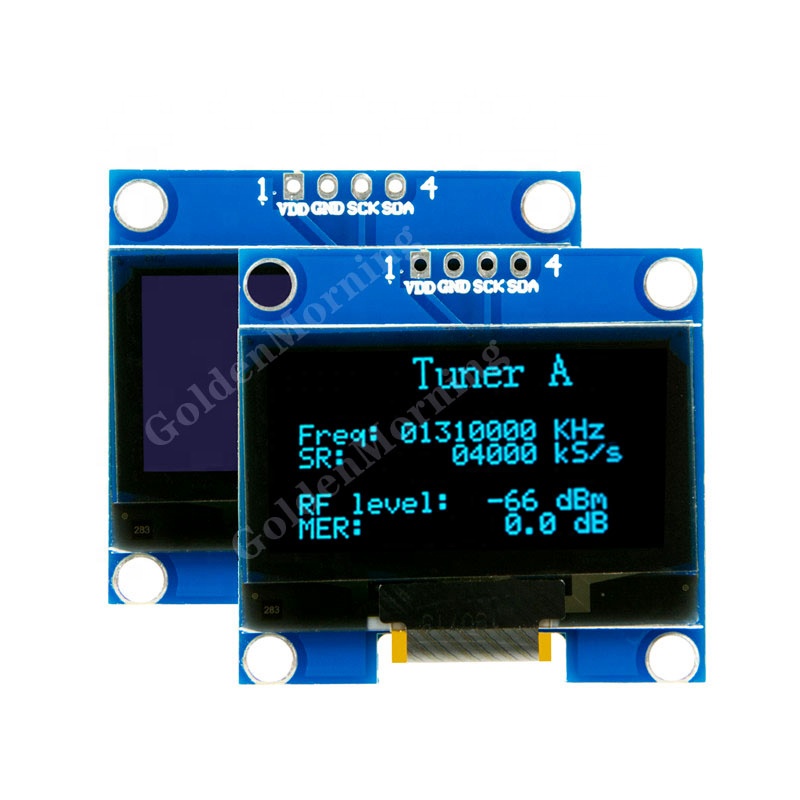 1 4
VDD GND SCK SDA
1 4
VDD GND SCK SDA
Tuner A
Freq: 01310000 KHz
SR: 04000 kS/s
RF level: -66 dBm
MER: 0.0 dB
283
283
GoldenMorning
GoldenMorning